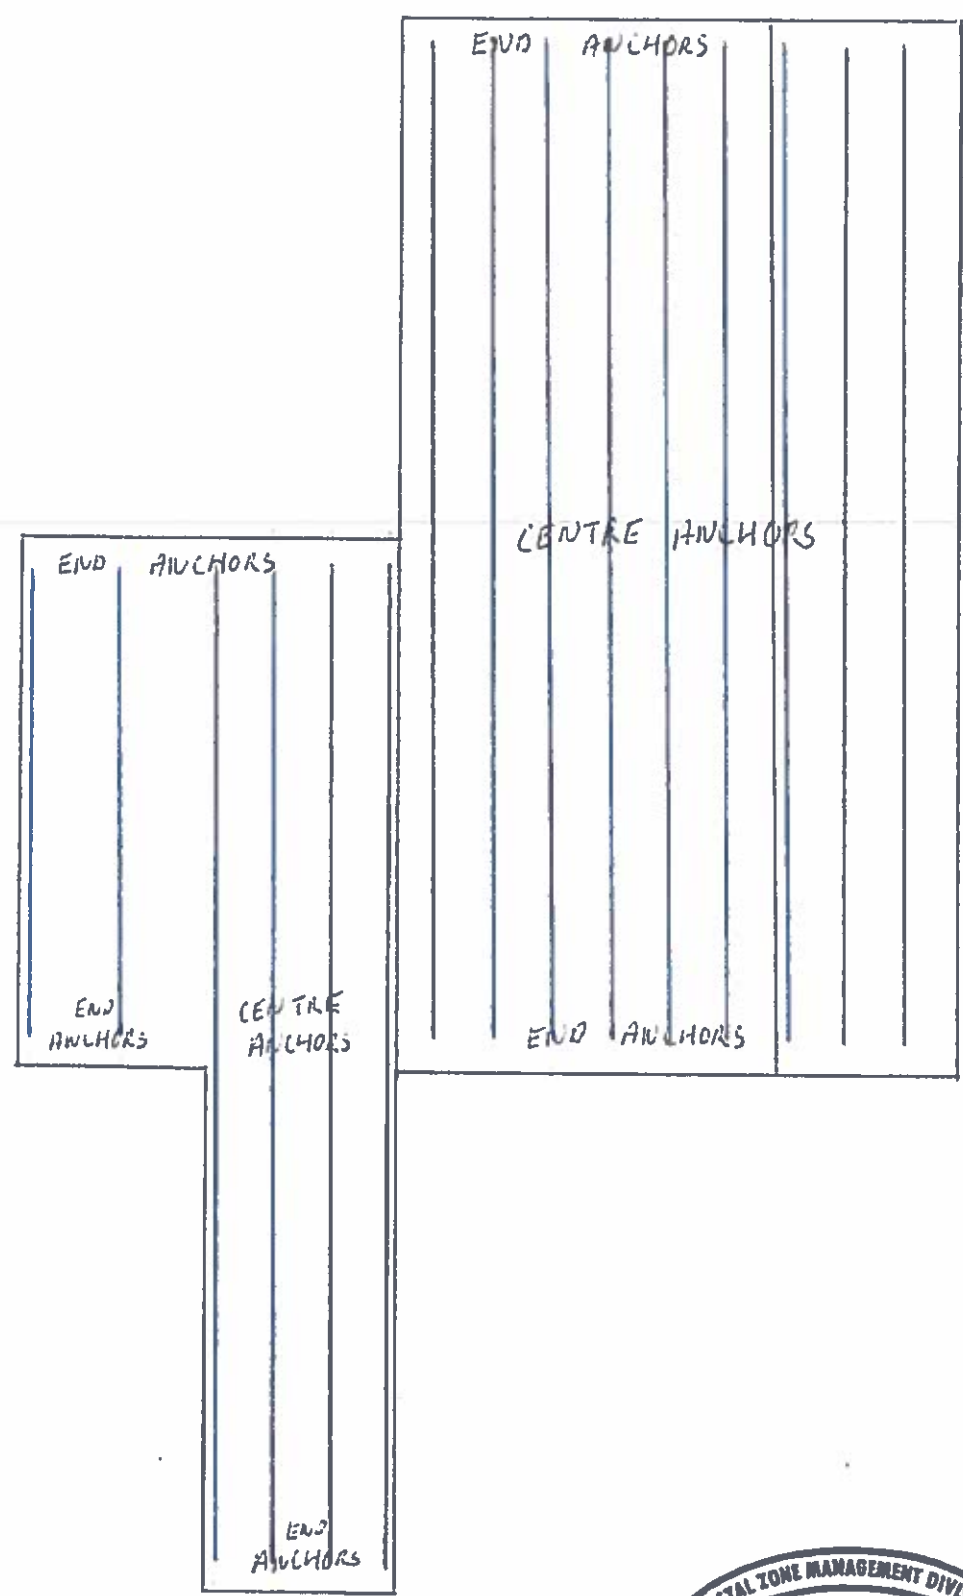 END ANCHORS
CENTRE ANCHORS
END ANCHORS
END ANCHORS
END
ANCHORS
CENTRE
ANCHORS
END
ANCHORS
ZONE MANAGEMENT